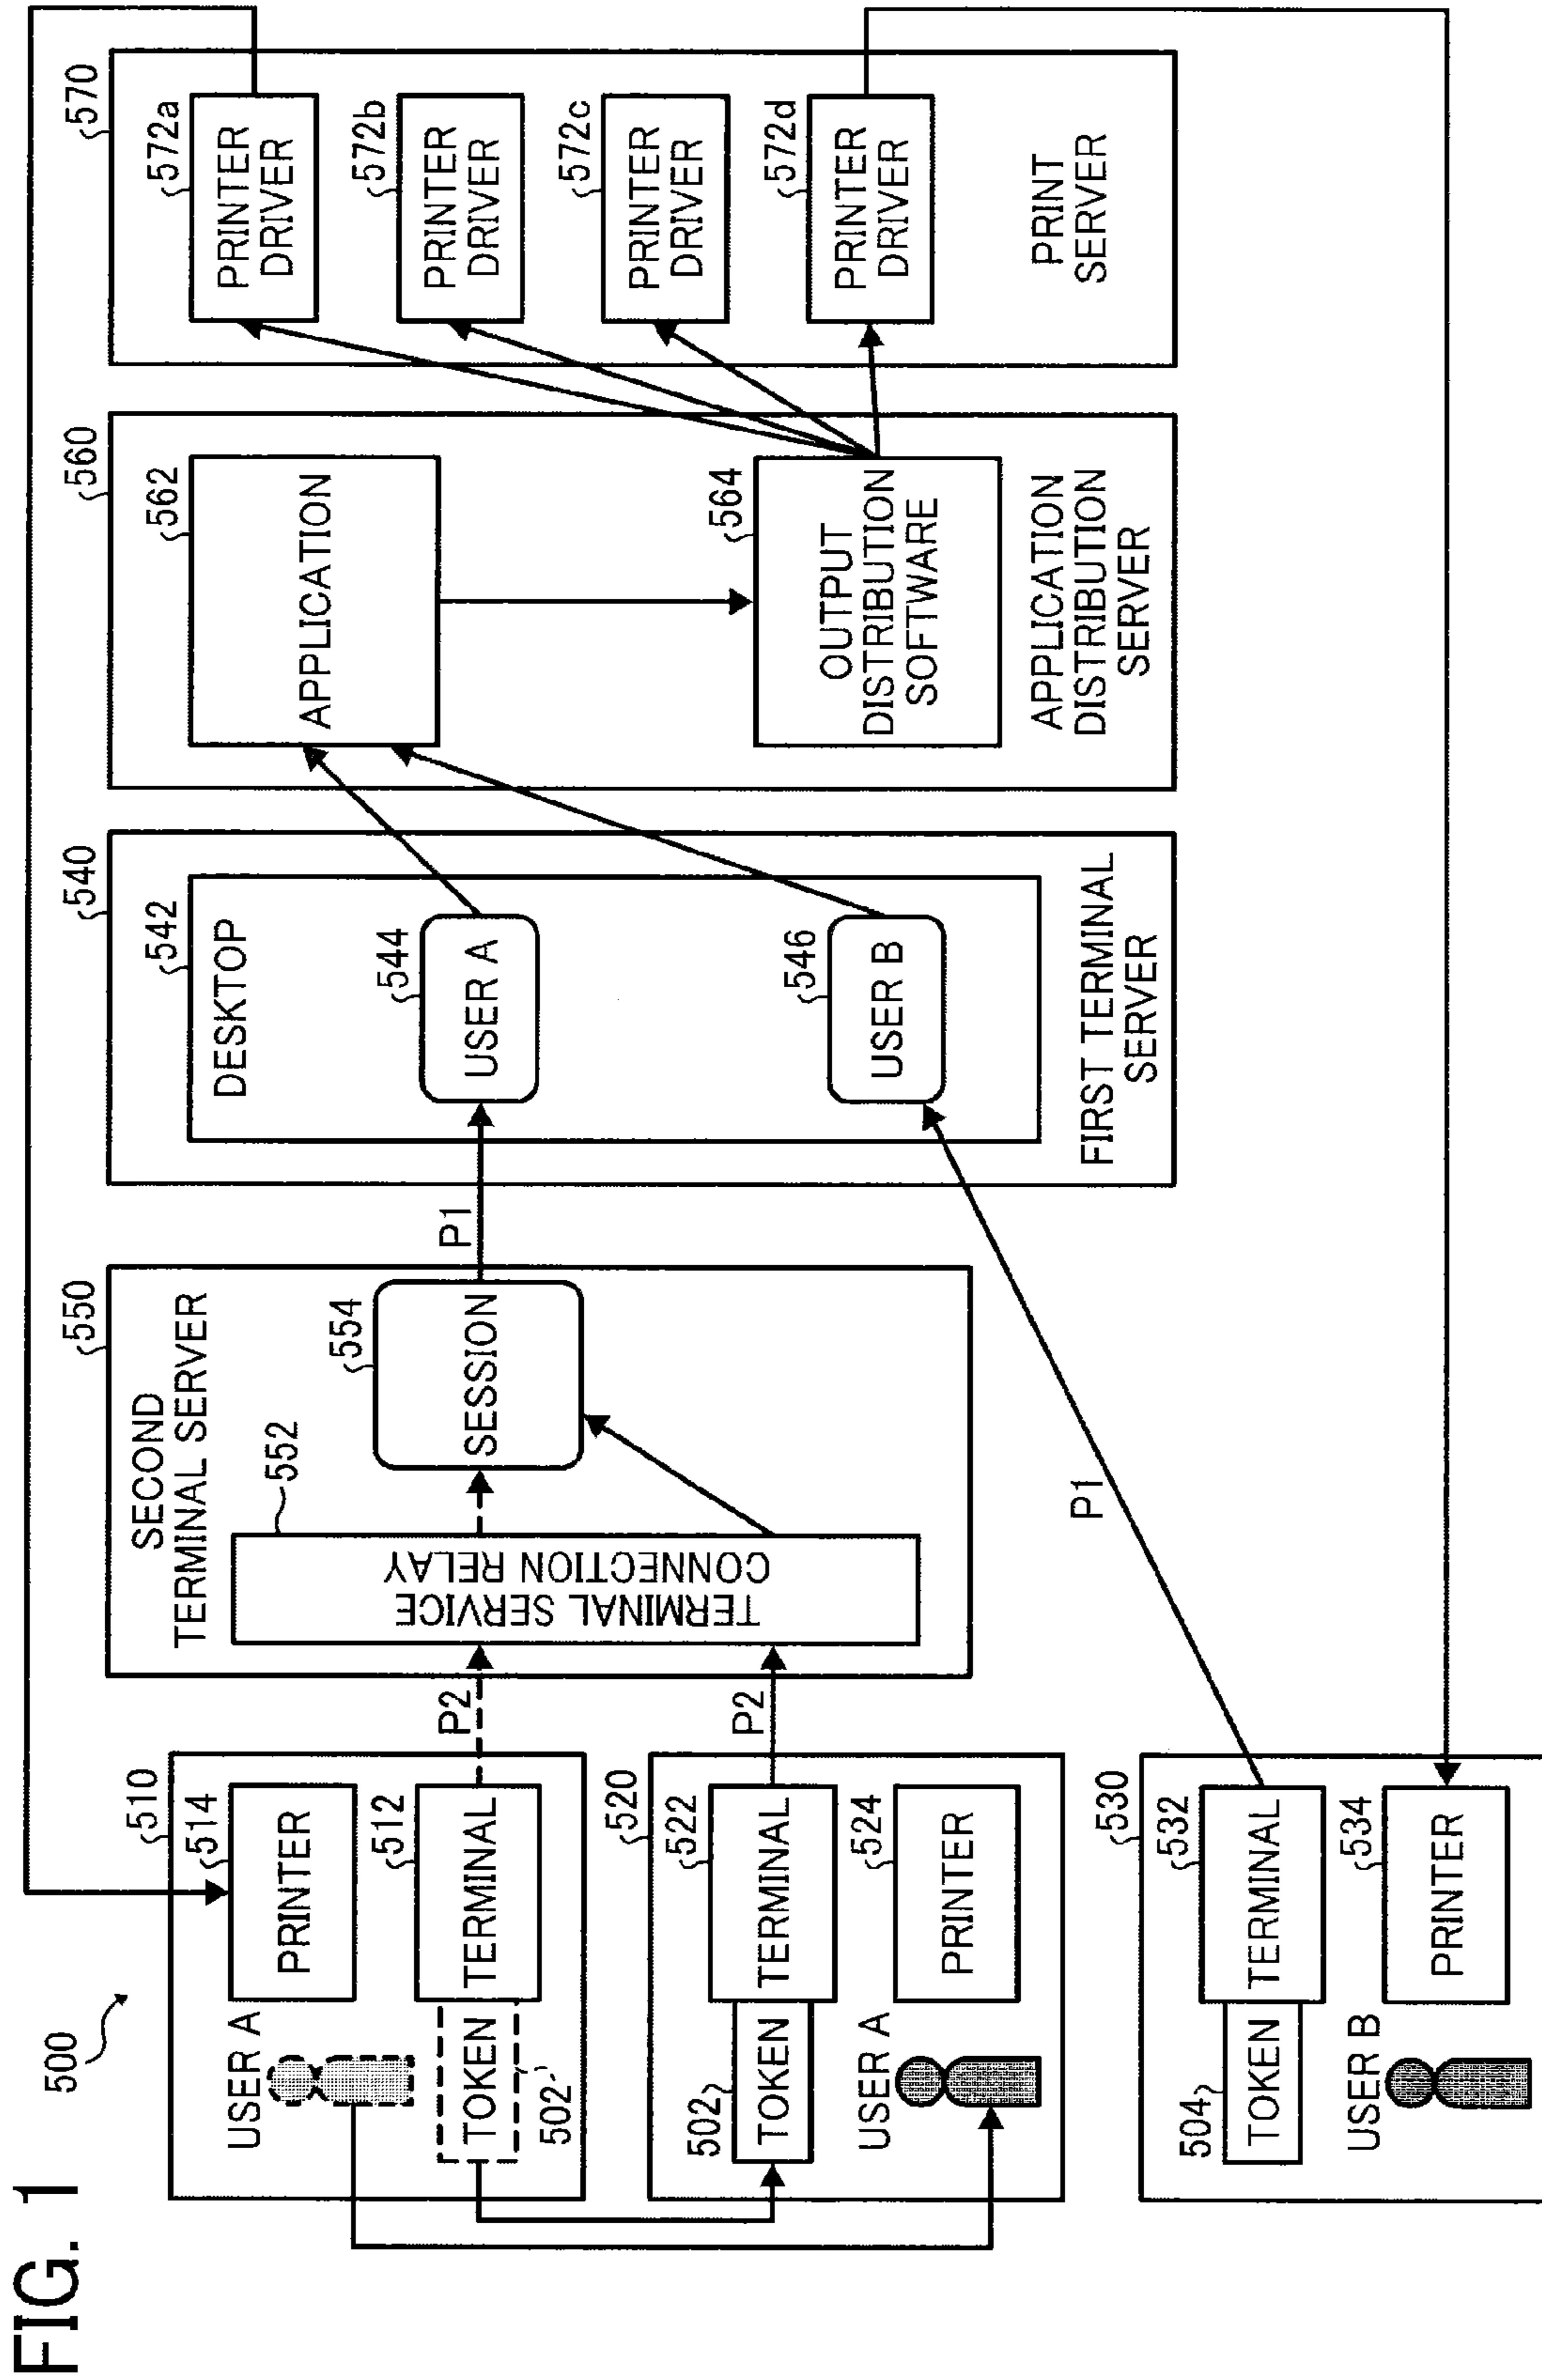 FIG. 1
500
510
USER A
514
PRINTER
512
TOKEN
TERMINAL
502
P2
520
522
502
TOKEN
TERMINAL
P2
USER A
524
PRINTER
530
532
504
TOKEN
TERMINAL
P1
USER B
534
PRINTER
550
SECOND
TERMINAL SERVER
552
TERMINAL SERVICE
CONNECTION RELAY
554
SESSION
P1
540
542
DESKTOP
544
USER A
546
USER B
FIRST TERMINAL
SERVER
560
562
APPLICATION
564
OUTPUT
DISTRIBUTION
SOFTWARE
APPLICATION
DISTRIBUTION
SERVER
570
572a
PRINTER
DRIVER
572b
PRINTER
DRIVER
572c
PRINTER
DRIVER
572d
PRINTER
DRIVER
PRINT
SERVER